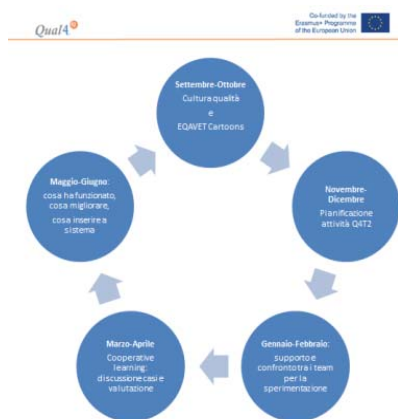 Qual4
Co-funded by the
Erasmus+ Programme
of the European Union
Settembre-Ottobre
Cultura qualità
e
EQAVET Cartoons
Novembre-
Dicembre
Pianificazione
attività Q4T2
Gennaio-Febbraio:
supporto e
confronto tra i team
per la
sperimentazione
Marzo-Aprile
Cooperative
learning:
discussione casi e
valutazione
Maggio-Giugno:
cosa ha funzionato,
cosa migliorare,
cosa inserire a
sistema